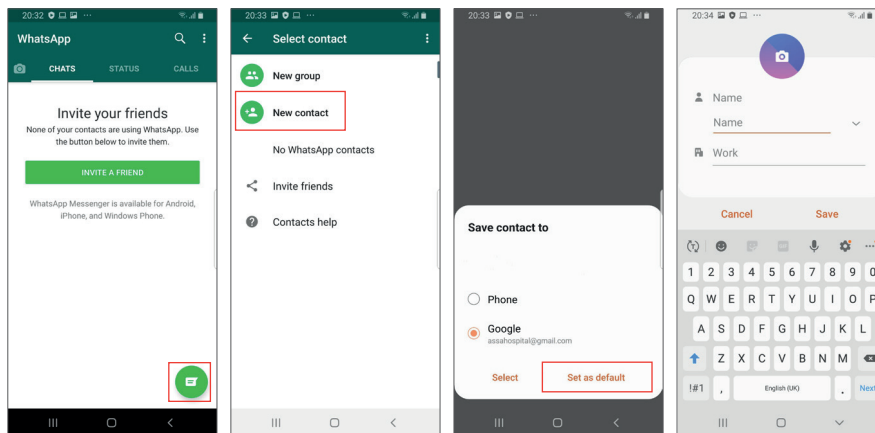 20:32
WhatsApp
CHATS STATUS CALLS
Invite your friends
None of your contacts are using WhatsApp. Use
the button below to invite them.
INVITE A FRIEND
WhatsApp Messenger is available for Android,
iPhone, and Windows Phone.
20:33
Select contact
New group
New contact
No WhatsApp contacts
Invite friends
Contacts help
20:33
Save contact to
Phone
Google
assahospital@gmail.com
Select Set as default
20:34
Name
Name
Work
Cancel Save
1 2 3 4 5 6 7 8 9 0
Q W E R T Y U I O P
A S D F G H J K L
Z X C V B N M
!#1 , English (UK) . Next